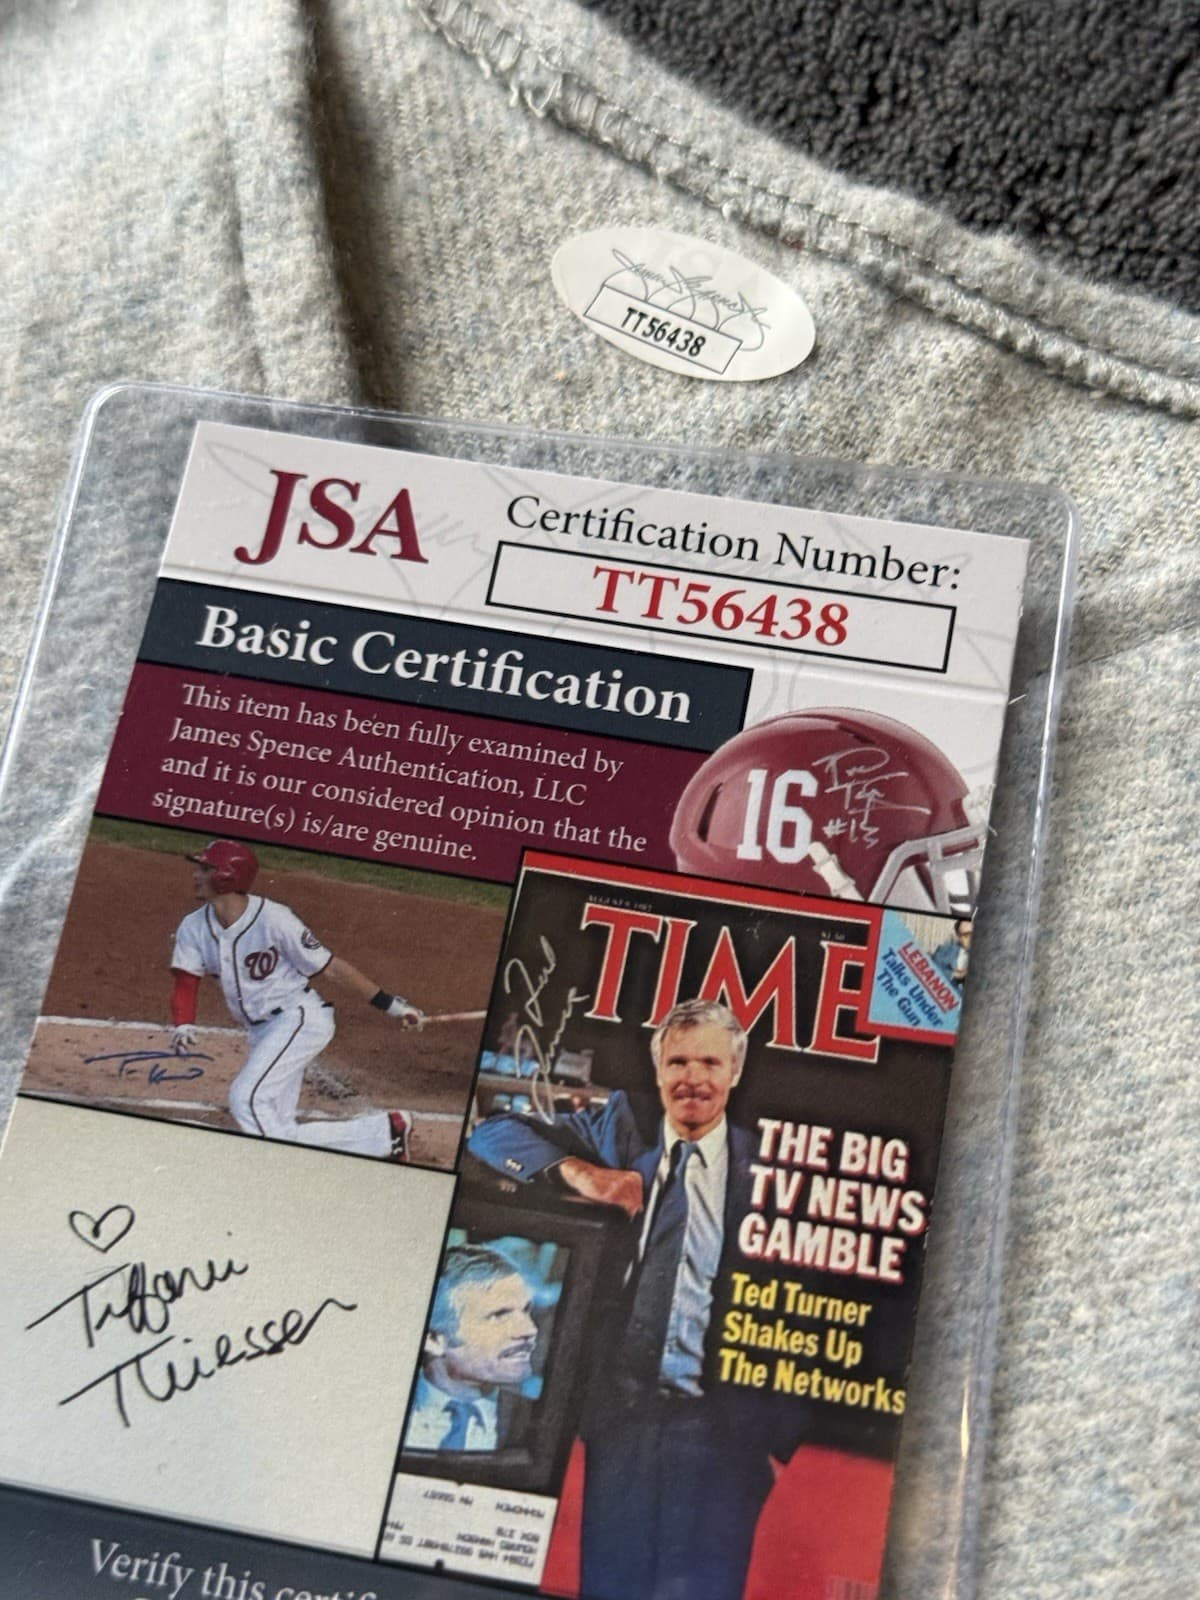 TT56438
JSA
Certification Number:
TT56438
Basic Certification
This item has been fully examined by
James Spence Authentication, LLC
and it is our considered opinion that the
signature(s) is/are genuine.
16
#13
TIME
LEBANON
Talks Under
The Gun
THE BIG
TV NEWS
GAMBLE
Ted Turner
Shakes Up
The Networks
W
Tiffani
Thiessen
Verify this